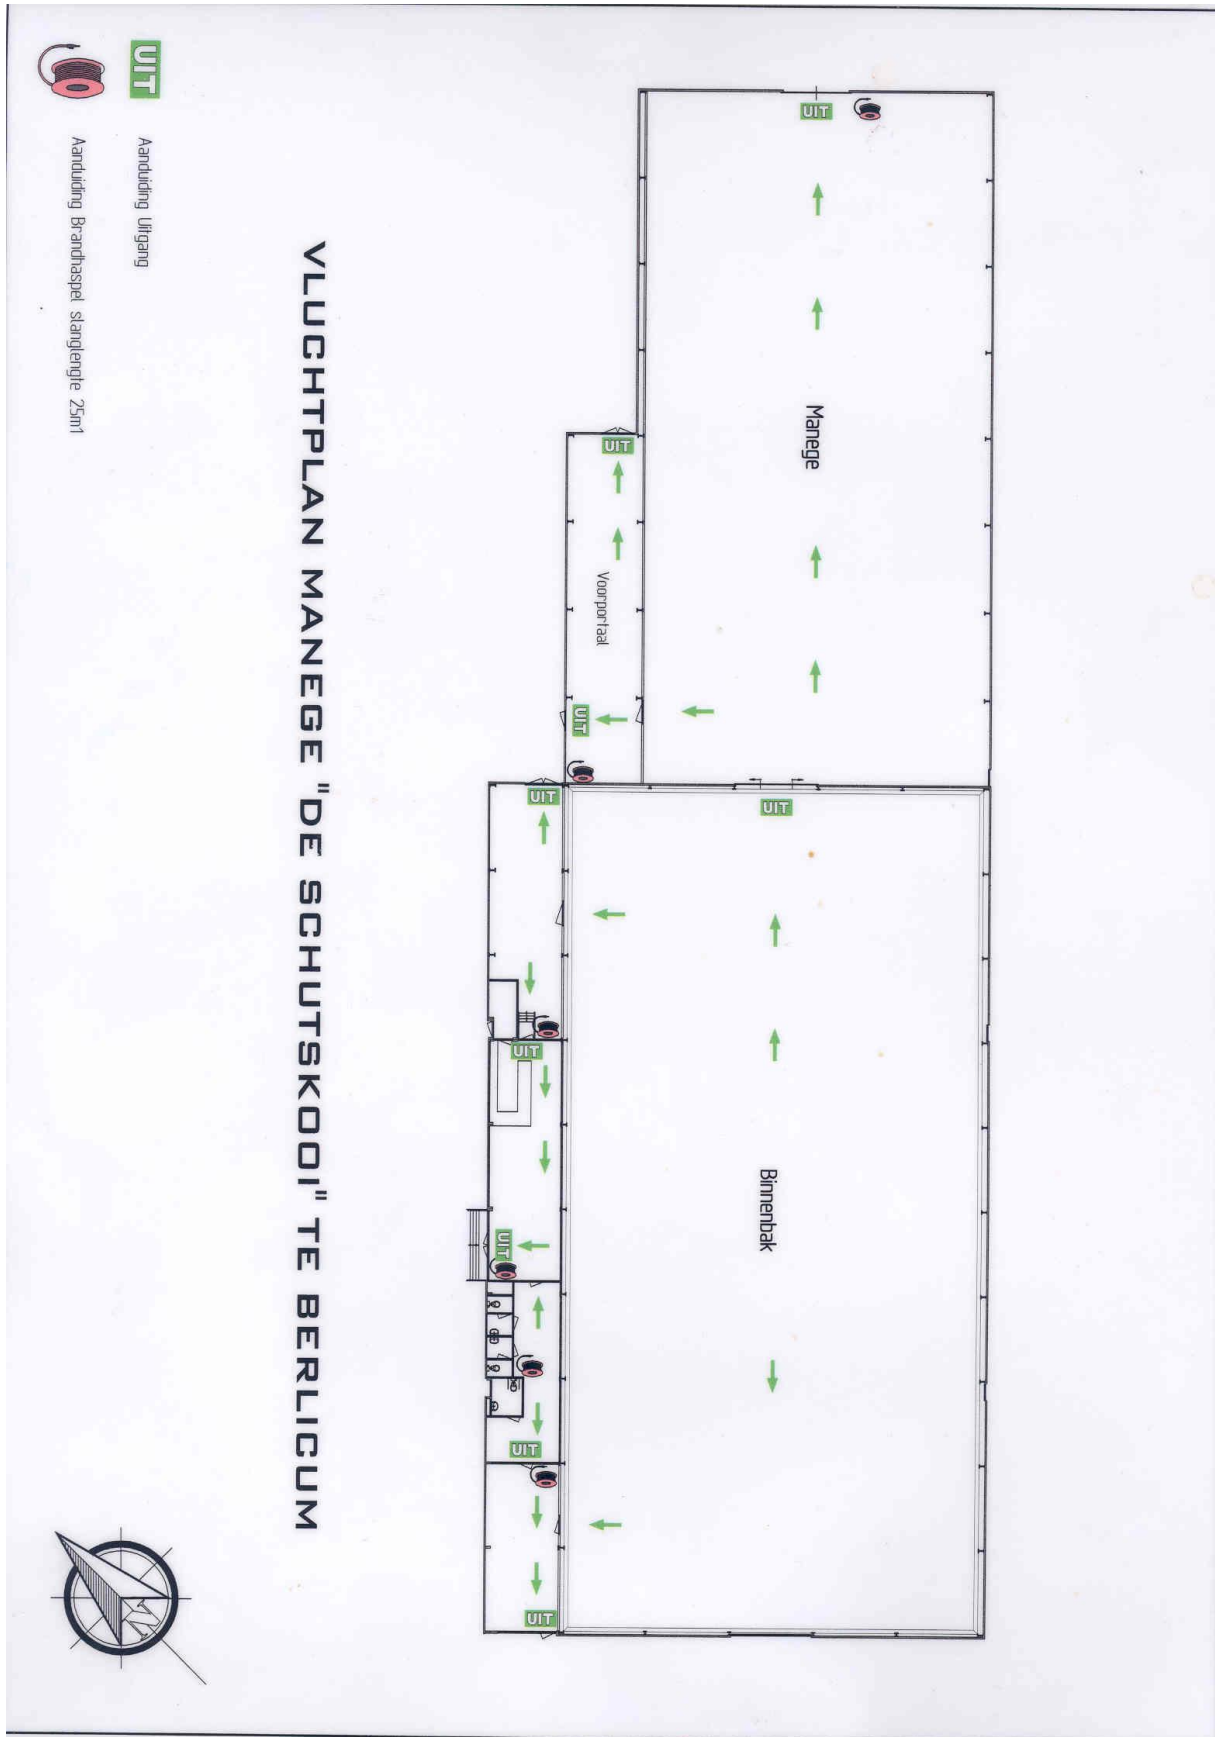 UIT
Manege
UIT
Voorportaal
UIT
UIT
UIT
UIT
Binnenbak
UIT
UIT
UIT
VLUCHTPLAN MANEGE "DE SCHUTSKOOI" TE BERLICUM
UIT
Aanduiding Uitgang
Aanduiding Brandhaspel slanglengte 25m1
N